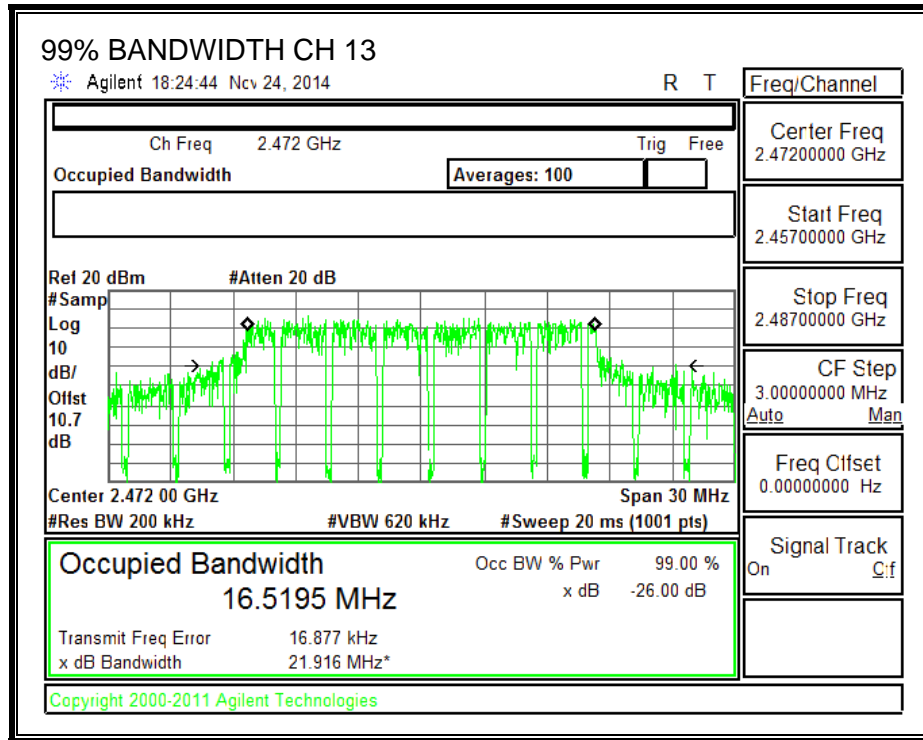 99% BANDWIDTH CH 13
Agilent 18:24:44 Nov 24, 2014 R T
Freq/Channel
Ch Freq 2.472 GHz Trig Free
Occupied Bandwidth Averages: 100
Center Freq
2.47200000 GHz
Start Freq
2.45700000 GHz
Stop Freq
2.48700000 GHz
CF Step
3.00000000 MHz
Auto Man
Freq Offset
0.00000000 Hz
Signal Track
On Off
Ref 20 dBm #Atten 20 dB
#Samp
Log
10
dB/
Offst
10.7
dB
Center 2.472 00 GHz Span 30 MHz
#Res BW 200 kHz #VBW 620 kHz #Sweep 20 ms (1001 pts)
Occupied Bandwidth
16.5195 MHz
Occ BW % Pwr 99.00 %
x dB -26.00 dB
Transmit Freq Error 16.877 kHz
x dB Bandwidth 21.916 MHz*
Copyright 2000-2011 Agilent Technologies